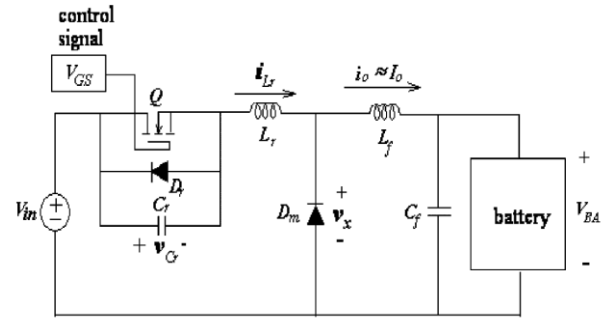 control
signal
V_GS
Q
i_Lr
i_o ≈ I_o
L_r
L_f
D_r
C_r
+ v_Cr -
V_in
+
-
D_m
+
v_x
-
C_f
battery
+
V_BA
-